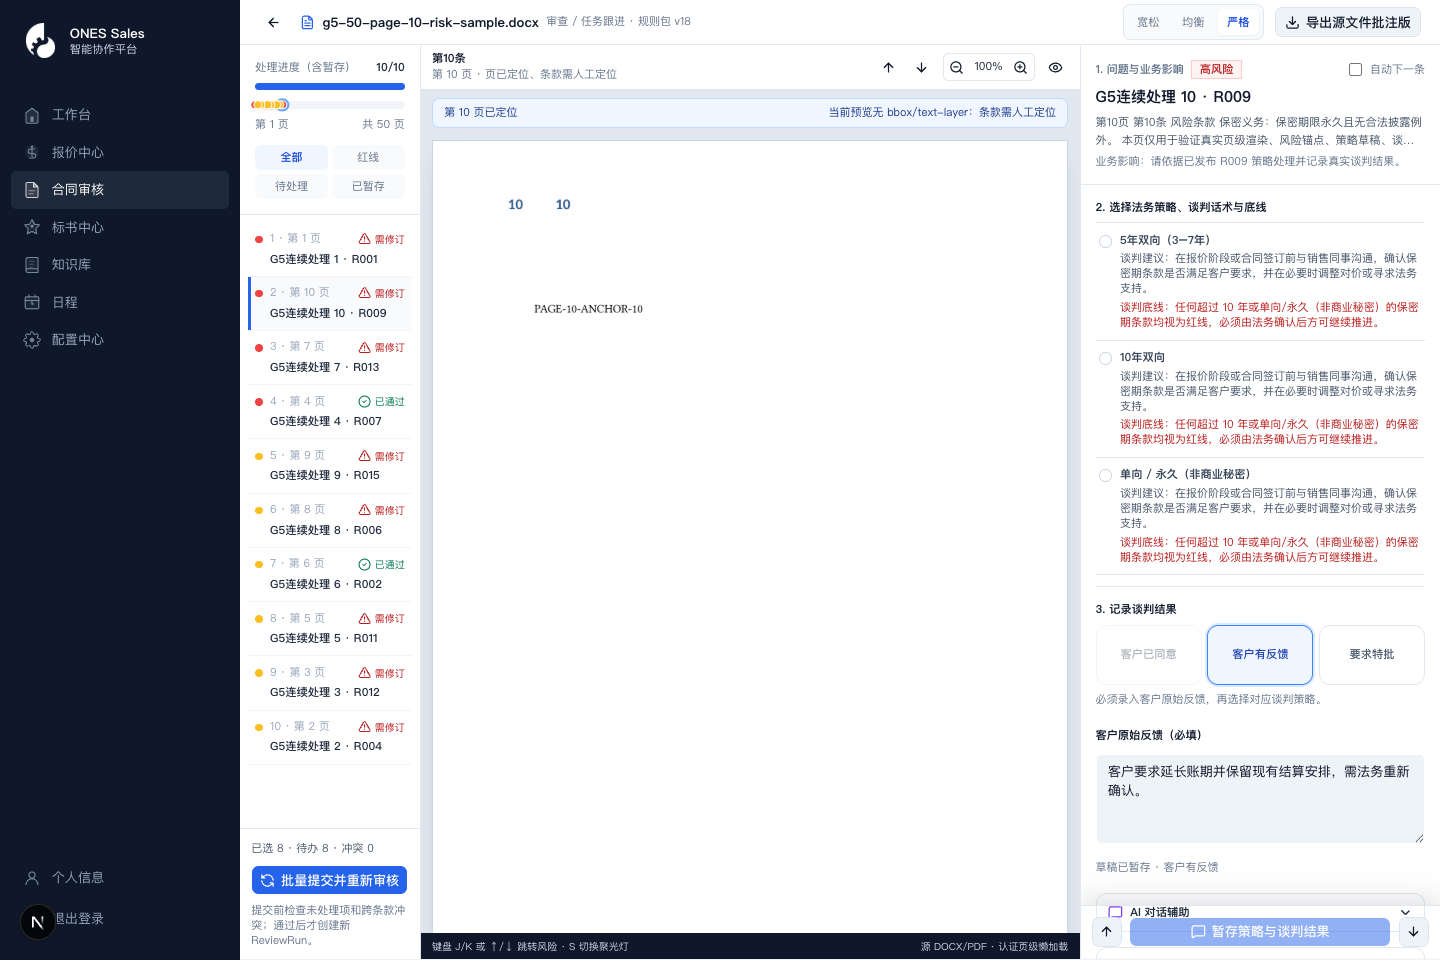 ONES Sales
智能协作平台
工作台
报价中心
合同审核
标书中心
知识库
日程
配置中心
个人信息
退出登录
N
g5-50-page-10-risk-sample.docx
审查 / 任务跟进 · 规则包 v18
宽松
均衡
严格
导出源文件批注版
处理进度（含暂存）
10/10
第 1 页
共 50 页
全部
红线
待处理
已暂存
1 · 第 1 页
需修订
G5连续处理 1 · R001
2 · 第 10 页
需修订
G5连续处理 10 · R009
3 · 第 7 页
需修订
G5连续处理 7 · R013
4 · 第 4 页
已通过
G5连续处理 4 · R007
5 · 第 9 页
需修订
G5连续处理 9 · R015
6 · 第 8 页
需修订
G5连续处理 8 · R006
7 · 第 6 页
已通过
G5连续处理 6 · R002
8 · 第 5 页
需修订
G5连续处理 5 · R011
9 · 第 3 页
需修订
G5连续处理 3 · R012
10 · 第 2 页
需修订
G5连续处理 2 · R004
已选 8 · 待办 8 · 冲突 0
批量提交并重新审核
提交前检查未处理项和跨条款冲
突；通过后才创建新
ReviewRun。
第10条
第 10 页 · 页已定位、条款需人工定位
100%
第 10 页已定位
当前预览无 bbox/text-layer：条款需人工定位
10 10
PAGE-10-ANCHOR-10
键盘 J/K 或 ↑/↓ 跳转风险 · S 切换聚光灯
源 DOCX/PDF · 认证页级懒加载
1. 问题与业务影响
高风险
自动下一条
G5连续处理 10 · R009
第10页 第10条 风险条款 保密义务：保密期限永久且无合法披露例
外。 本页仅用于验证真实页级渲染、风险锚点、策略草稿、谈…
业务影响：请依据已发布 R009 策略处理并记录真实谈判结果。
2. 选择法务策略、谈判话术与底线
5年双向（3—7年）
谈判建议：在报价阶段或合同签订前与销售同事沟通，确认保
密期条款是否满足客户要求，并在必要时调整对价或寻求法务
支持。
谈判底线：任何超过 10 年或单向/永久（非商业秘密）的保密
期条款均视为红线，必须由法务确认后方可继续推进。
10年双向
谈判建议：在报价阶段或合同签订前与销售同事沟通，确认保
密期条款是否满足客户要求，并在必要时调整对价或寻求法务
支持。
谈判底线：任何超过 10 年或单向/永久（非商业秘密）的保密
期条款均视为红线，必须由法务确认后方可继续推进。
单向 / 永久（非商业秘密）
谈判建议：在报价阶段或合同签订前与销售同事沟通，确认保
密期条款是否满足客户要求，并在必要时调整对价或寻求法务
支持。
谈判底线：任何超过 10 年或单向/永久（非商业秘密）的保密
期条款均视为红线，必须由法务确认后方可继续推进。
3. 记录谈判结果
客户已同意
客户有反馈
要求特批
必须录入客户原始反馈，再选择对应谈判策略。
客户原始反馈（必填）
客户要求延长账期并保留现有结算安排，需法务重新
确认。
草稿已暂存 · 客户有反馈
AI 对话辅助
暂存策略与谈判结果